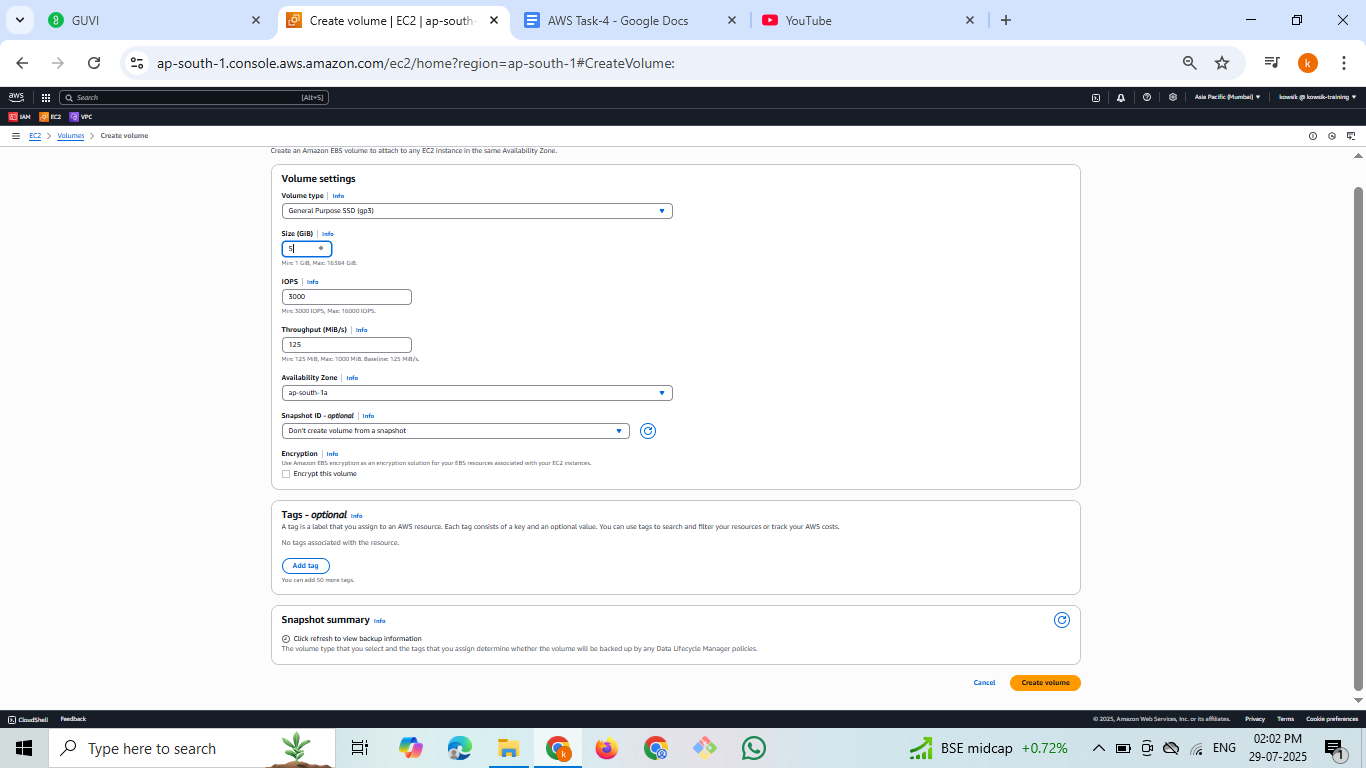 GUVI
Create volume | EC2 | ap-south-
AWS Task-4 - Google Docs
YouTube
ap-south-1.console.aws.amazon.com/ec2/home?region=ap-south-1#CreateVolume:
k
aws
Search
[Alt+S]
Asia Pacific (Mumbai)
kowsik @ kowsik-training
IAM
EC2
VPC
EC2 > Volumes > Create volume
Create an Amazon EBS volume to attach to any EC2 instance in the same Availability Zone.
Volume settings
Volume type | Info
General Purpose SSD (gp3)
Size (GiB) | Info
5
Min: 1 GiB, Max: 16384 GiB.
IOPS | Info
3000
Min: 3000 IOPS, Max: 16000 IOPS.
Throughput (MiB/s) | Info
125
Min: 125 MiB, Max: 1000 MiB. Baseline: 125 MiB/s.
Availability Zone | Info
ap-south-1a
Snapshot ID - optional | Info
Don't create volume from a snapshot
Encryption | Info
Use Amazon EBS encryption as an encryption solution for your EBS resources associated with your EC2 instances.
Encrypt this volume
Tags - optional Info
A tag is a label that you assign to an AWS resource. Each tag consists of a key and an optional value. You can use tags to search and filter your resources or track your AWS costs.
No tags associated with the resource.
Add tag
You can add 50 more tags.
Snapshot summary Info
Click refresh to view backup information
The volume type that you select and the tags that you assign determine whether the volume will be backed up by any Data Lifecycle Manager policies.
Cancel
Create volume
CloudShell
Feedback
© 2025, Amazon Web Services, Inc. or its affiliates.
Privacy
Terms
Cookie preferences
Type here to search
k
BSE midcap +0.72%
ENG
02:02 PM
29-07-2025
1